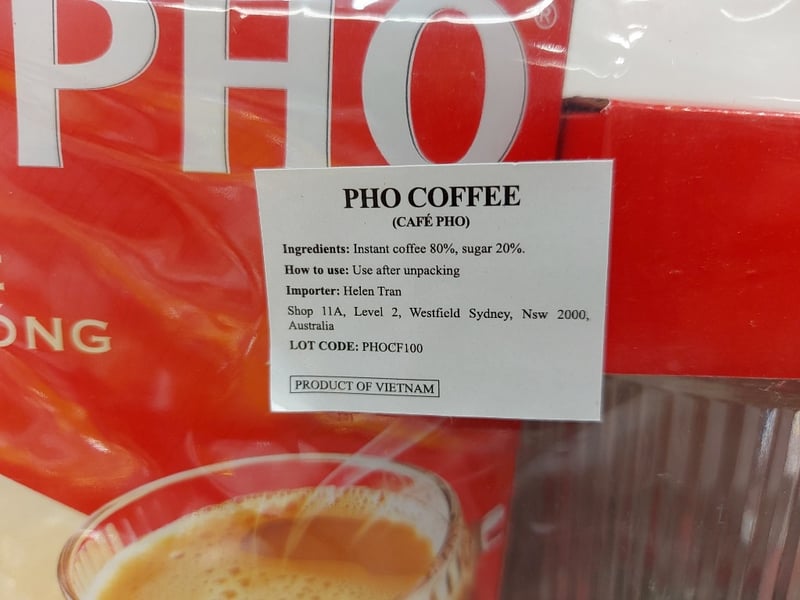 PHO
®
ỐNG
PHO COFFEE
(CAFÉ PHO)
Ingredients: Instant coffee 80%, sugar 20%.
How to use: Use after unpacking
Importer: Helen Tran
Shop 11A, Level 2, Westfield Sydney, Nsw 2000,
Australia
LOT CODE: PHOCF100
PRODUCT OF VIETNAM